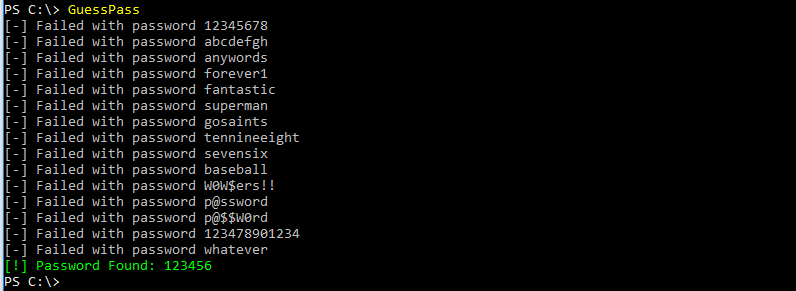 PS C:\> GuessPass
[-] Failed with password 12345678
[-] Failed with password abcdefgh
[-] Failed with password anywords
[-] Failed with password forever1
[-] Failed with password fantastic
[-] Failed with password superman
[-] Failed with password gosaints
[-] Failed with password tennineeight
[-] Failed with password sevensix
[-] Failed with password baseball
[-] Failed with password W0W$ers!!
[-] Failed with password p@ssword
[-] Failed with password p@$$W0rd
[-] Failed with password 123478901234
[-] Failed with password whatever
[!] Password Found: 123456
PS C:\>